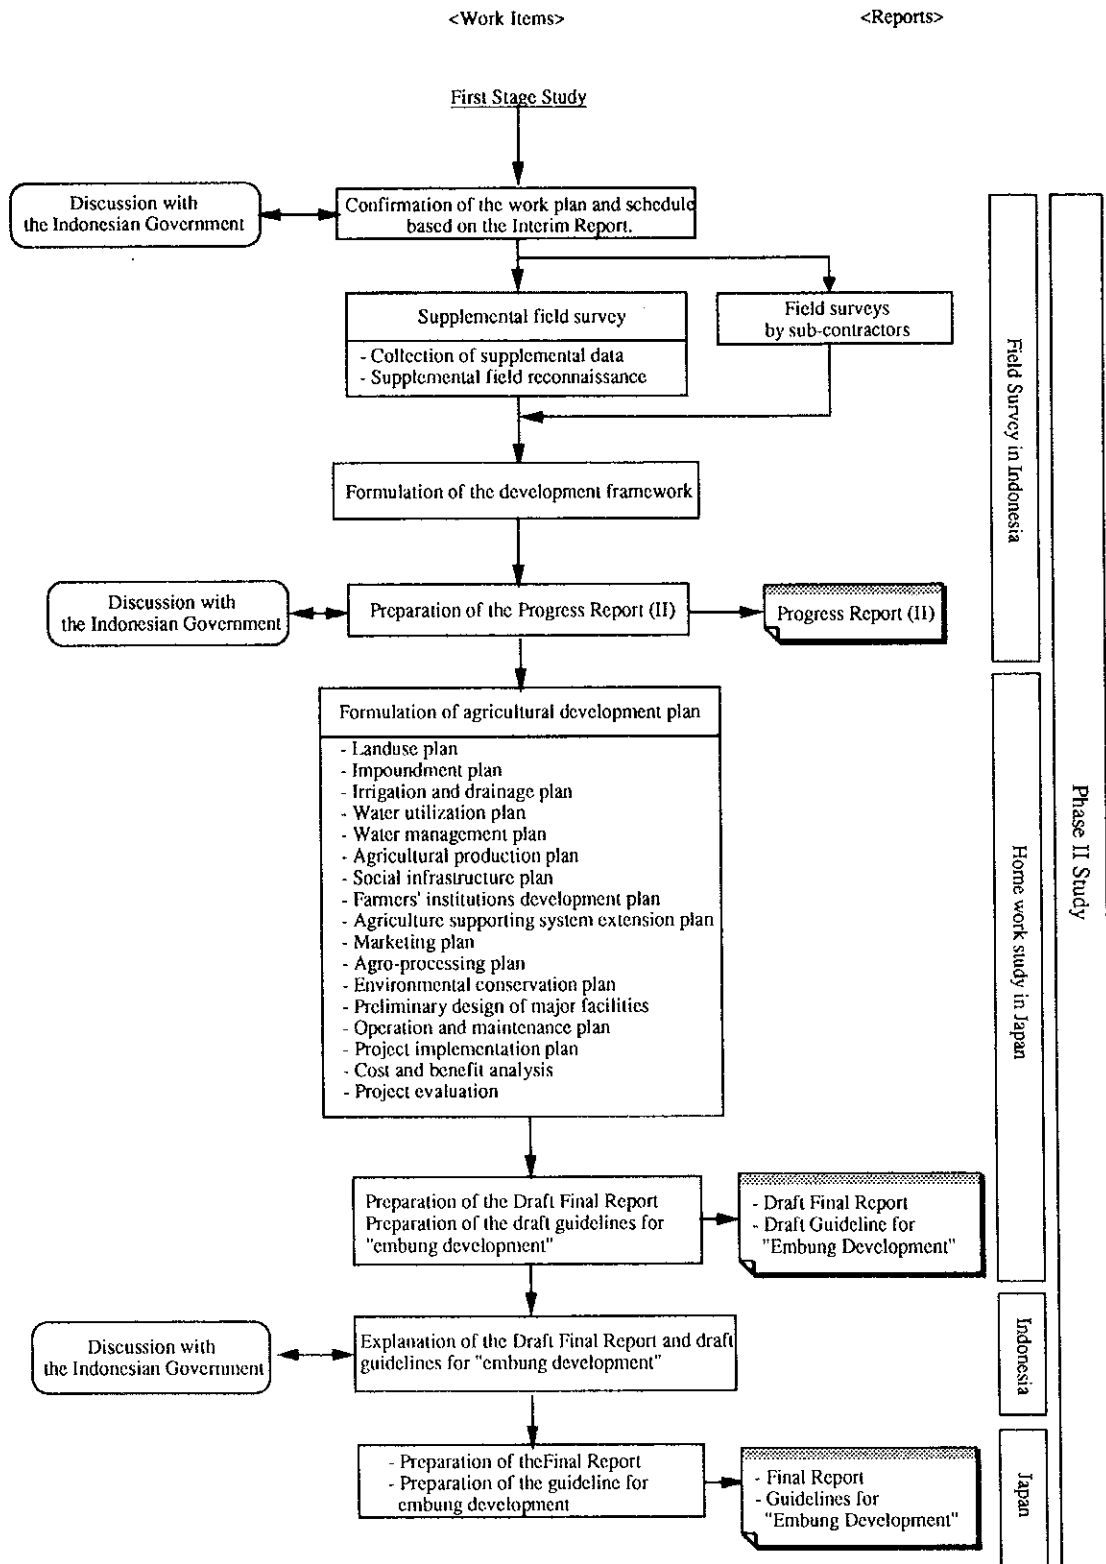 <Work Items>
<Reports>
First Stage Study
Discussion with
the Indonesian Government
Confirmation of the work plan and schedule
based on the Interim Report.
Supplemental field survey
- Collection of supplemental data
- Supplemental field reconnaissance
Field surveys
by sub-contractors
Formulation of the development framework
Discussion with
the Indonesian Government
Preparation of the Progress Report (II)
Progress Report (II)
Field Survey in Indonesia
Formulation of agricultural development plan
- Landuse plan
- Impoundment plan
- Irrigation and drainage plan
- Water utilization plan
- Water management plan
- Agricultural production plan
- Social infrastructure plan
- Farmers' institutions development plan
- Agriculture supporting system extension plan
- Marketing plan
- Agro-processing plan
- Environmental conservation plan
- Preliminary design of major facilities
- Operation and maintenance plan
- Project implementation plan
- Cost and benefit analysis
- Project evaluation
Home work study in Japan
Phase II Study
Preparation of the Draft Final Report
Preparation of the draft guidelines for
"embung development"
- Draft Final Report
- Draft Guideline for
"Embung Development"
Discussion with
the Indonesian Government
Explanation of the Draft Final Report and draft
guidelines for "embung development"
Indonesia
- Preparation of theFinal Report
- Preparation of the guideline for
embung development
- Final Report
- Guidelines for
"Embung Development"
Japan